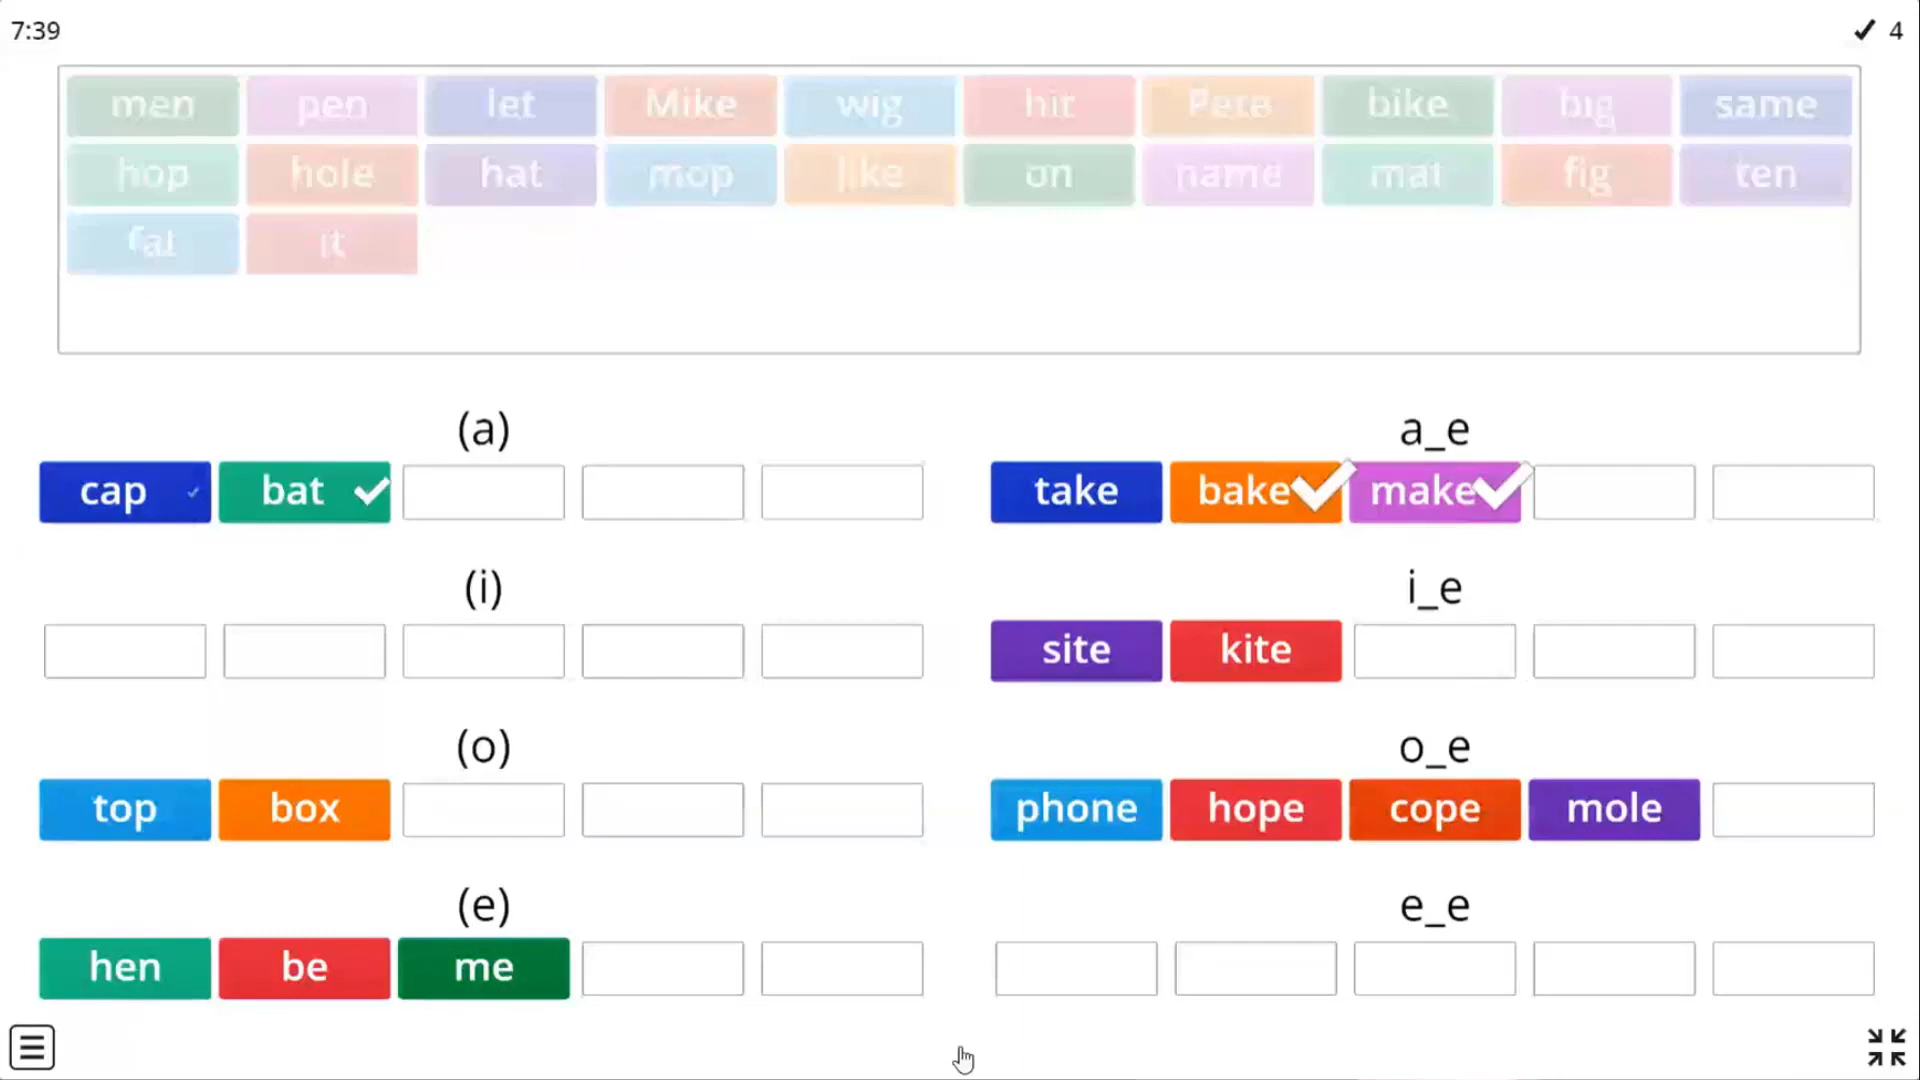 7:39 4
men pen let Mike wig hit Pete bike big same
hop hole hat mop like on name mat fig ten
fat it
(a) a_e
cap bat take bake make
(i) i_e
site kite
(o) o_e
top box phone hope cope mole
(e) e_e
hen be me